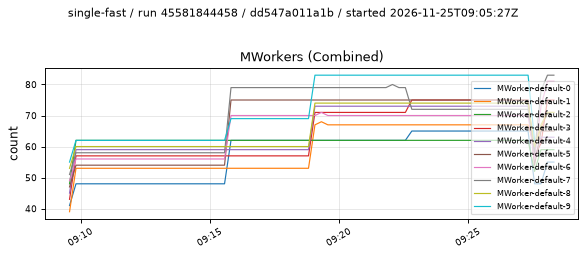 single-fast / run 45581844458 / dd547a011a1b / started 2026-11-25T09:05:27Z
MWorkers (Combined)
count
80
70
60
50
40
09:10
09:15
09:20
09:25
MWorker-default-0
MWorker-default-1
MWorker-default-2
MWorker-default-3
MWorker-default-4
MWorker-default-5
MWorker-default-6
MWorker-default-7
MWorker-default-8
MWorker-default-9